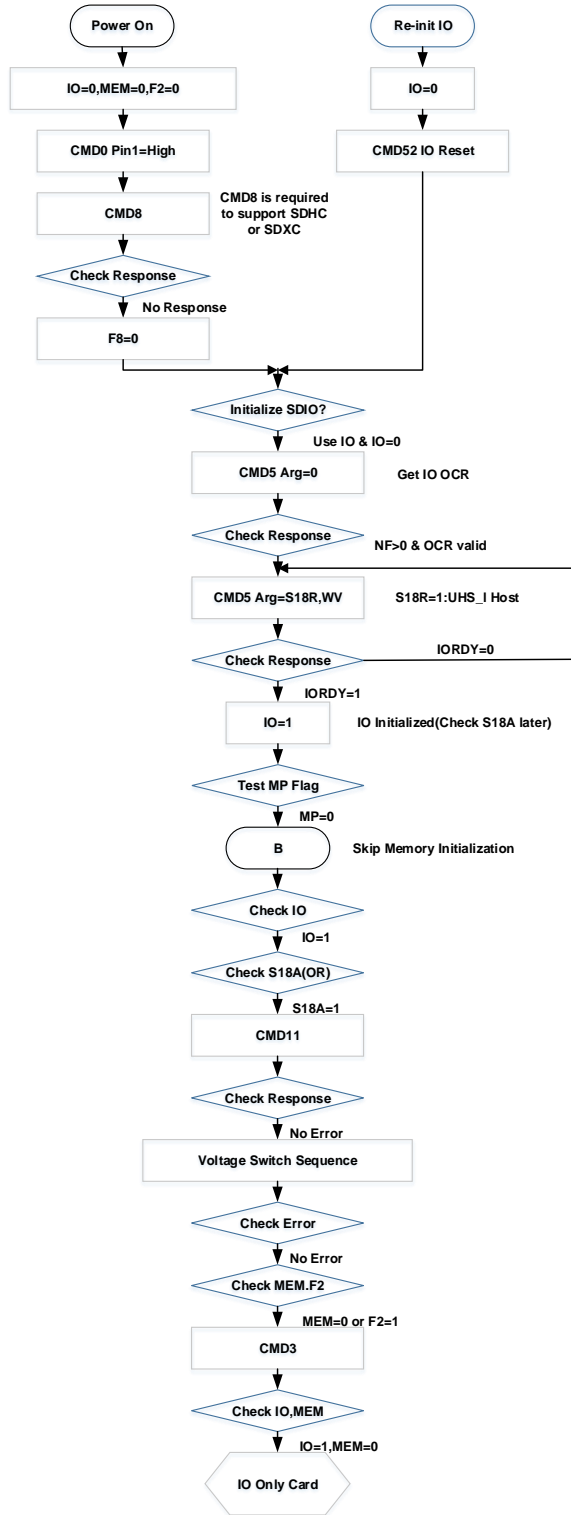 Power On
Re-init IO
IO=0,MEM=0,F2=0
IO=0
CMD0 Pin1=High
CMD52 IO Reset
CMD8
CMD8 is required
to support SDHC
or SDXC
Check Response
No Response
F8=0
Initialize SDIO?
Use IO & IO=0
CMD5 Arg=0
Get IO OCR
Check Response
NF>0 & OCR valid
CMD5 Arg=S18R,WV
S18R=1:UHS_I Host
Check Response
IORDY=0
IORDY=1
IO=1
IO Initialized(Check S18A later)
Test MP Flag
MP=0
B
Skip Memory Initialization
Check IO
IO=1
Check S18A(OR)
S18A=1
CMD11
Check Response
No Error
Voltage Switch Sequence
Check Error
No Error
Check MEM.F2
MEM=0 or F2=1
CMD3
Check IO,MEM
IO=1,MEM=0
IO Only Card